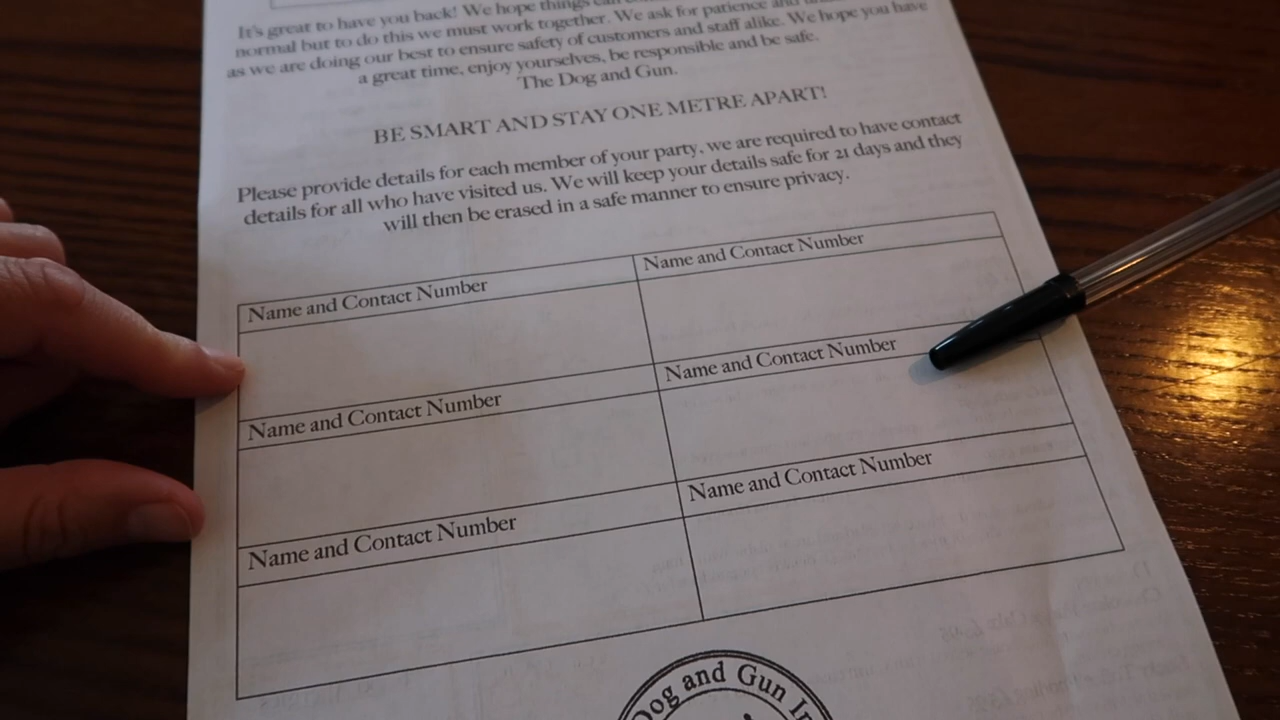 It's great to have you back! We hope things can
normal but to do this we must work together. We ask for patience and
as we are doing our best to ensure safety of customers and staff alike. We hope you have
a great time, enjoy yourselves, be responsible and be safe.
The Dog and Gun.
BE SMART AND STAY ONE METRE APART!
Please provide details for each member of your party, we are required to have contact
details for all who have visited us. We will keep your details safe for 21 days and they
will then be erased in a safe manner to ensure privacy.
Name and Contact Number
Name and Contact Number
Name and Contact Number
Name and Contact Number
Name and Contact Number
Name and Contact Number
Dog and Gun In